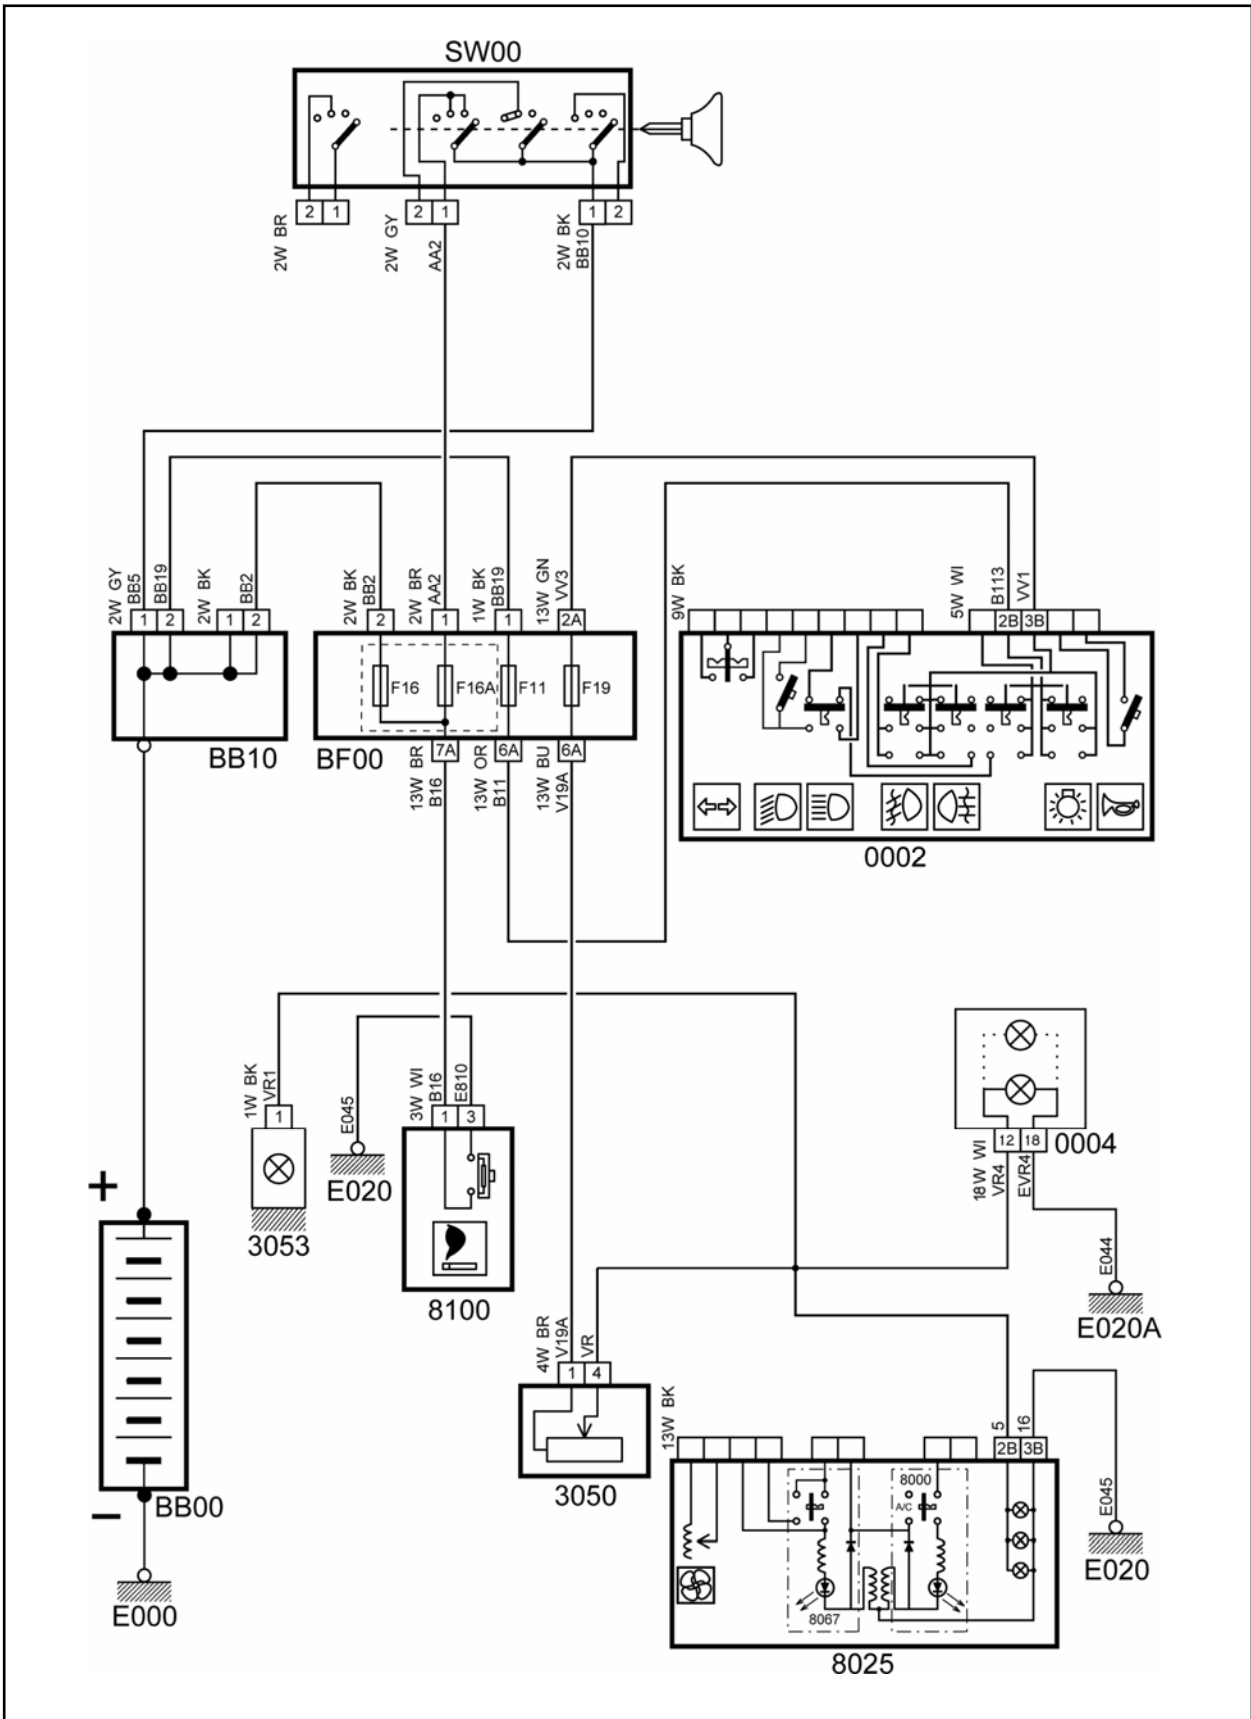 SW00
2 1
2 1
1 2
2W BR
2W GY
AA2
2W BK
BB10
2W GY
BB5
BB19
2W BK
BB2
2W BK
BB2
2W BR
AA2
1W BK
BB19
13W GN
VV3
9W BK
5W WI
B113
VV1
1 2
1 2
2
1
1
2A
2B 3B
F16
F16A
F11
F19
BB10
BF00
7A
6A
6A
13W BR
B16
13W OR
B11
13W BU
V19A
0002
1W BK
VR1
E045
3W WI
B16
E810
1
1 3
E020
3053
8100
12 18
0004
18W WI
VR4
EVR4
E044
E020A
+
−
BB00
E000
4W BR
V19A
VR
1 4
3050
13W BK
5
16
2B 3B
E045
E020
8000
A/C
8067
8025